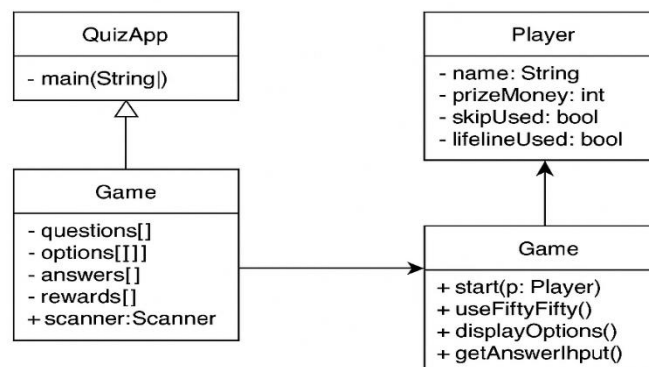 QuizApp
- main(String|)
Game
- questions[]
- options[]]]
- answers[]
- rewards[]
+ scanner:Scanner
Player
- name: String
- prizeMoney: int
- skipUsed: bool
- lifelineUsed: bool
Game
+ start(p: Player)
+ useFiftyFifty()
+ displayOptions()
+ getAnswerIhput()